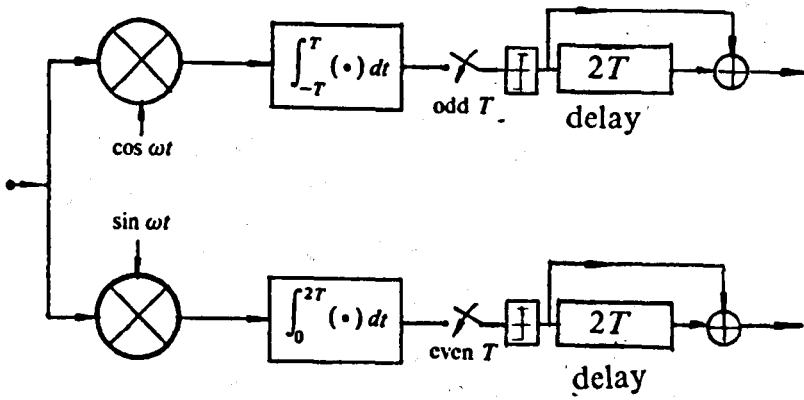 ∫_{-T}^{T} (•) dt
2T
odd T
delay
cos ωt
sin ωt
∫_{0}^{2T} (•) dt
2T
even T
delay